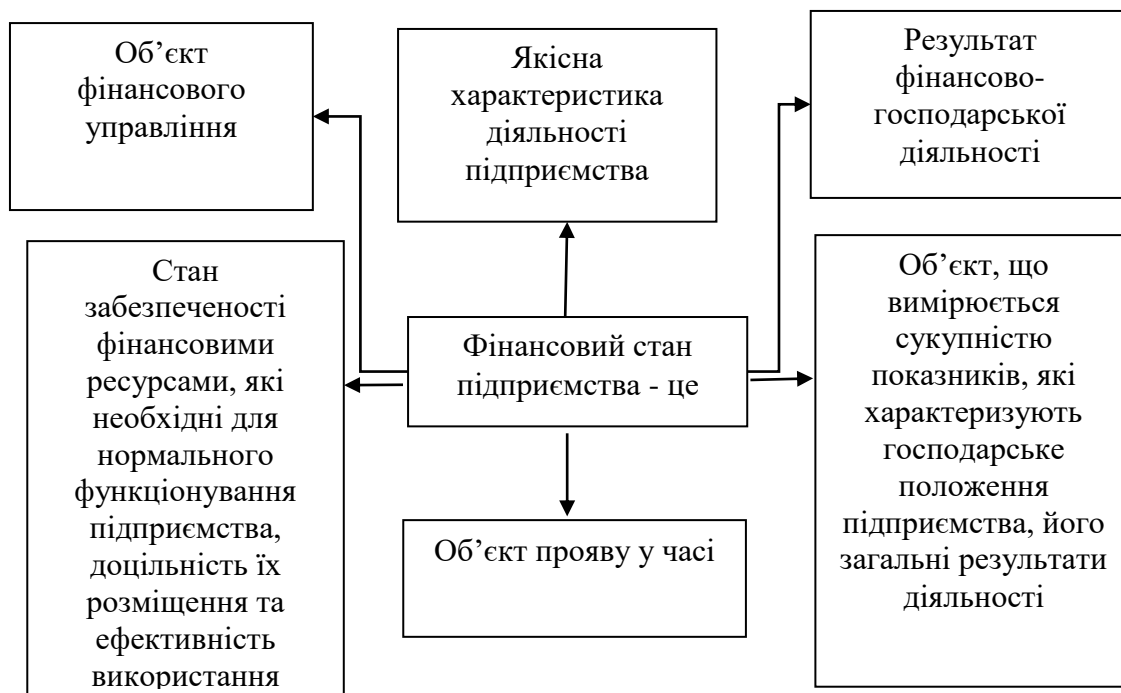 Об’єкт
фінансового
управління
Якісна
характеристика
діяльності
підприємства
Результат
фінансово-
господарської
діяльності
Стан
забезпеченості
фінансовими
ресурсами, які
необхідні для
нормального
функціонування
підприємства,
доцільність їх
розміщення та
ефективність
використання
Фінансовий стан
підприємства - це
Об’єкт, що
вимірюється
сукупністю
показників, які
характеризують
господарське
положення
підприємства, його
загальні результати
діяльності
Об’єкт прояву у часі